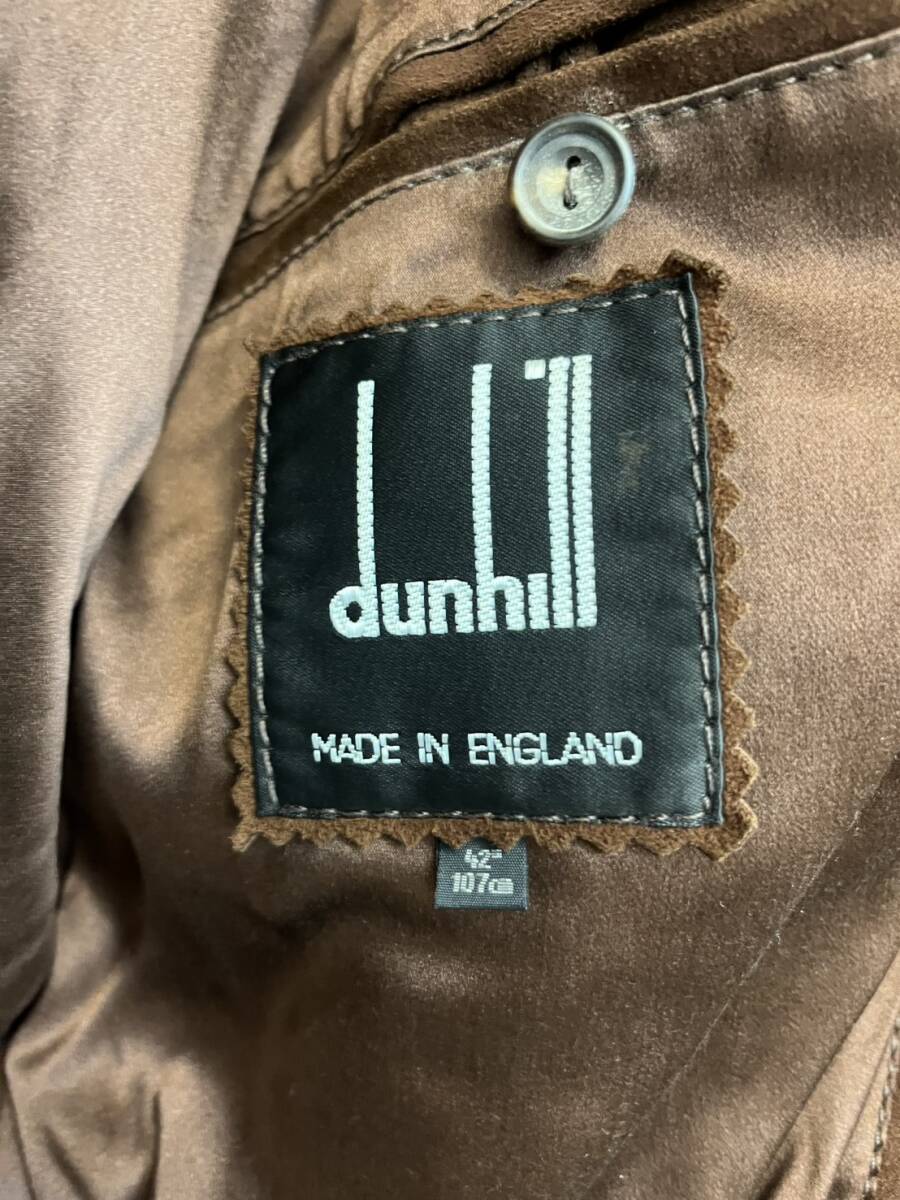 dunhill
MADE IN ENGLAND
42"
107cm